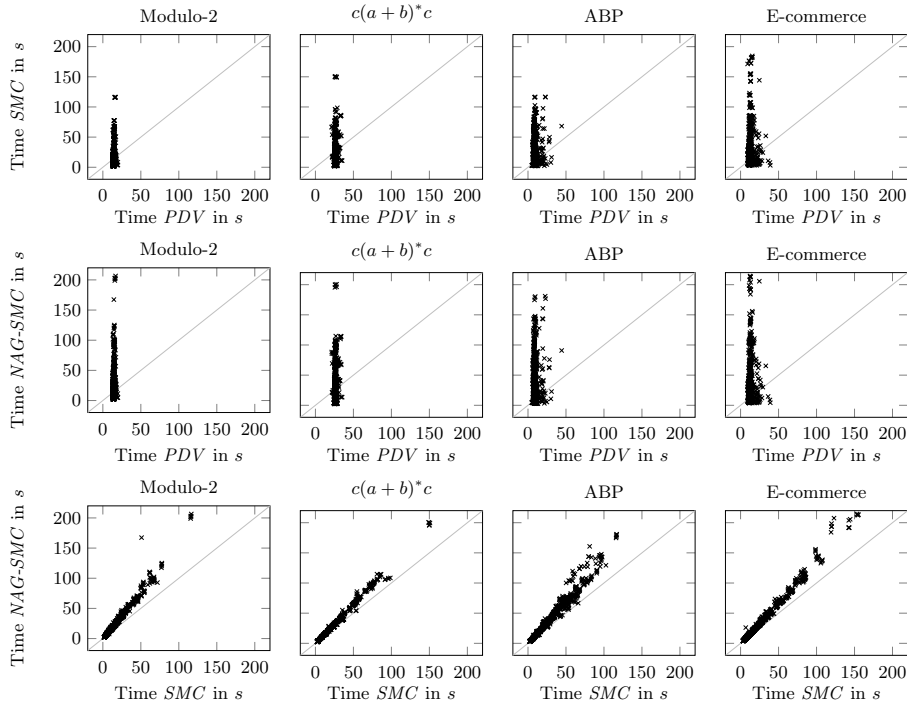 Modulo-2 c(a + b)*c ABP E-commerce
Time SMC in s
200
150
100
50
0
0 50 100 150 200 0 50 100 150 200 0 50 100 150 200 0 50 100 150 200
Time PDV in s Time PDV in s Time PDV in s Time PDV in s
Modulo-2 c(a + b)*c ABP E-commerce
Time NAG-SMC in s
200
150
100
50
0
0 50 100 150 200 0 50 100 150 200 0 50 100 150 200 0 50 100 150 200
Time PDV in s Time PDV in s Time PDV in s Time PDV in s
Modulo-2 c(a + b)*c ABP E-commerce
Time NAG-SMC in s
200
150
100
50
0
0 50 100 150 200 0 50 100 150 200 0 50 100 150 200 0 50 100 150 200
Time SMC in s Time SMC in s Time SMC in s Time SMC in s